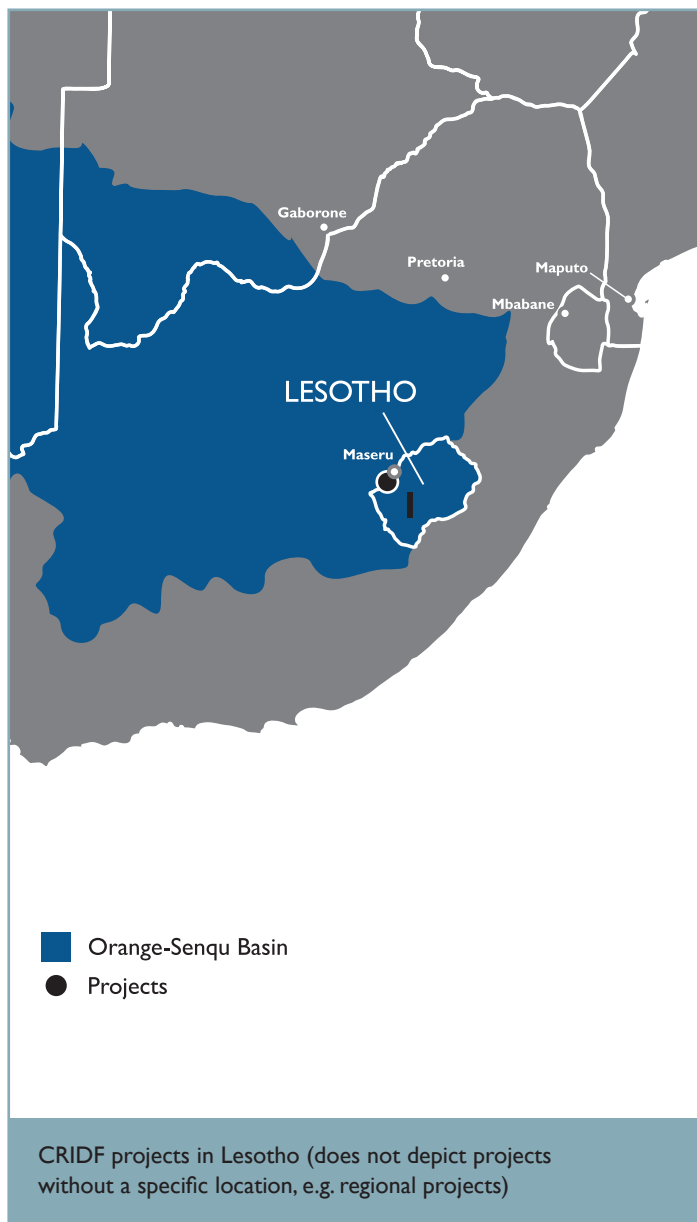 Gaborone
Pretoria
Maputo
Mbabane
LESOTHO
Maseru
I
Orange-Senqu Basin
Projects
CRIDF projects in Lesotho (does not depict projects
without a specific location, e.g. regional projects)